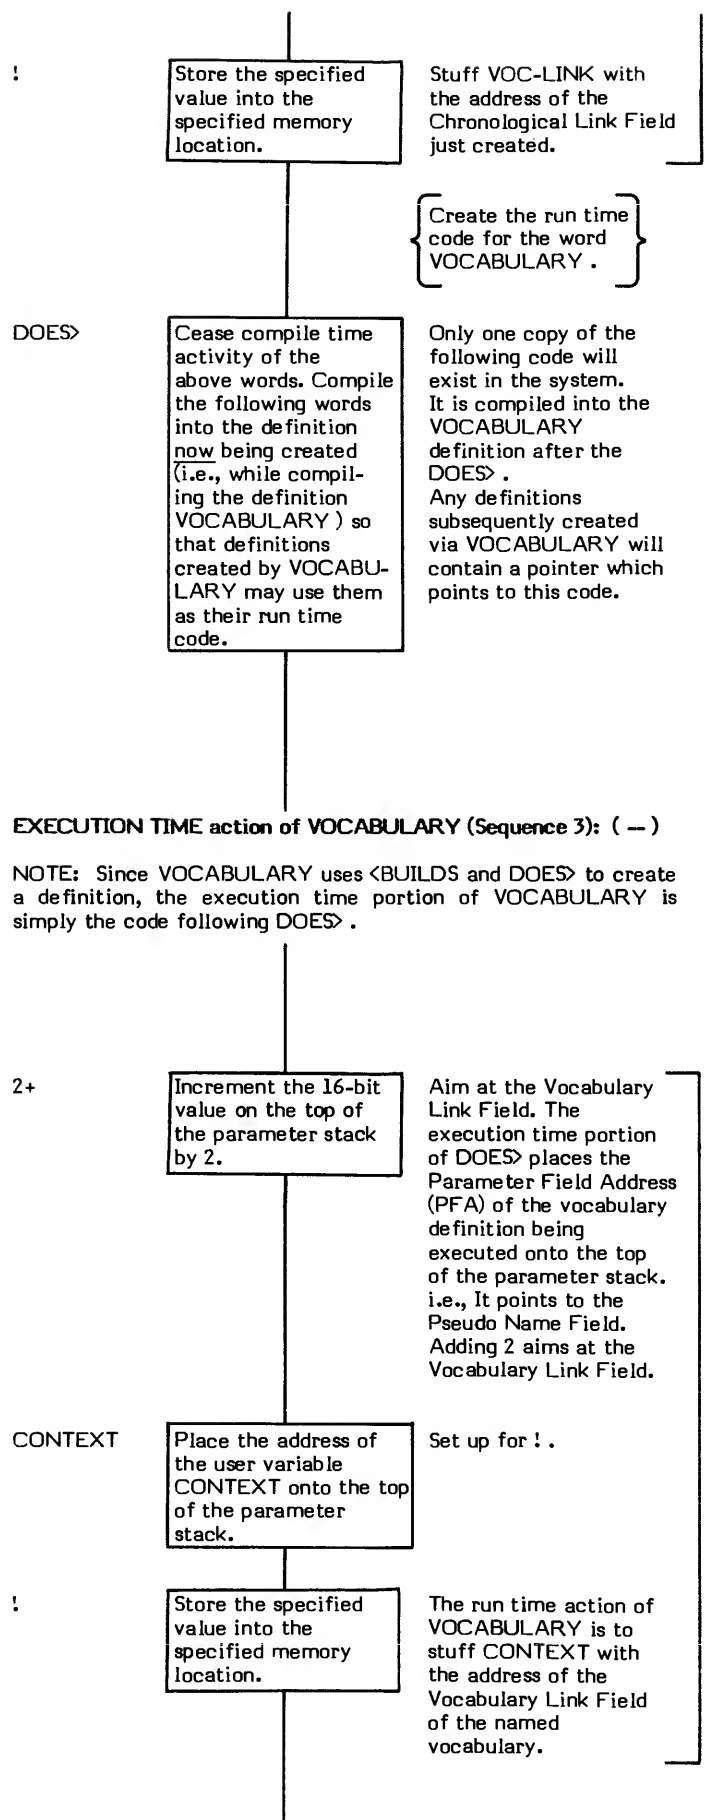 !
Store the specified
value into the
specified memory
location.
Stuff VOC-LINK with
the address of the
Chronological Link Field
just created.
Create the run time
code for the word
VOCABULARY .
DOES>
Cease compile time
activity of the
above words. Compile
the following words
into the definition
now being created
(i.e., while compil-
ing the definition
VOCABULARY ) so
that definitions
created by VOCABU-
LARY may use them
as their run time
code.
Only one copy of the
following code will
exist in the system.
It is compiled into the
VOCABULARY
definition after the
DOES> .
Any definitions
subsequently created
via VOCABULARY will
contain a pointer which
points to this code.
EXECUTION TIME action of VOCABULARY (Sequence 3): ( -- )
NOTE: Since VOCABULARY uses <BUILDS and DOES> to create
a definition, the execution time portion of VOCABULARY is
simply the code following DOES> .
2+
Increment the 16-bit
value on the top of
the parameter stack
by 2.
Aim at the Vocabulary
Link Field. The
execution time portion
of DOES> places the
Parameter Field Address
(PFA) of the vocabulary
definition being
executed onto the top
of the parameter stack.
i.e., It points to the
Pseudo Name Field.
Adding 2 aims at the
Vocabulary Link Field.
CONTEXT
Place the address of
the user variable
CONTEXT onto the top
of the parameter
stack.
Set up for ! .
!
Store the specified
value into the
specified memory
location.
The run time action of
VOCABULARY is to
stuff CONTEXT with
the address of the
Vocabulary Link Field
of the named
vocabulary.